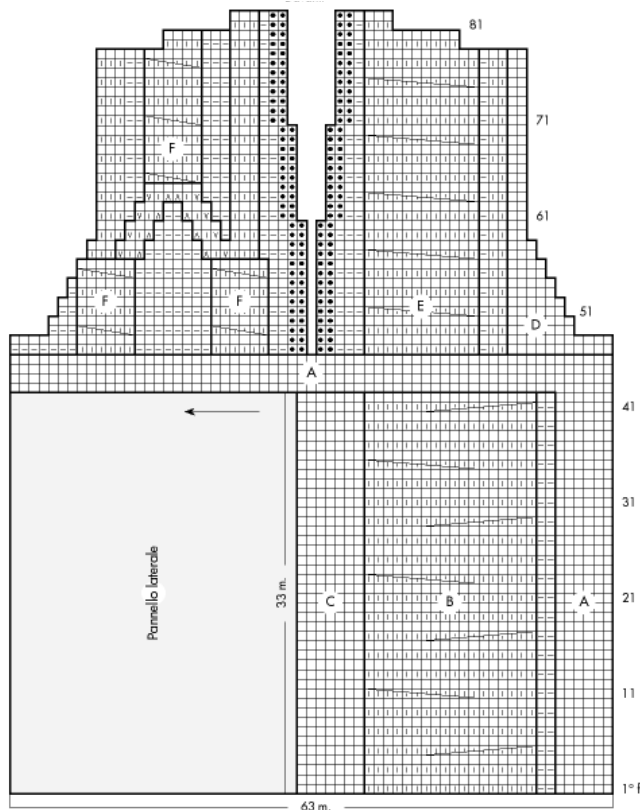 81
71
F
61
F
F
E
D
51
A
41
31
Pannello laterale
33 m.
C
B
A
21
11
1° F
63 m.